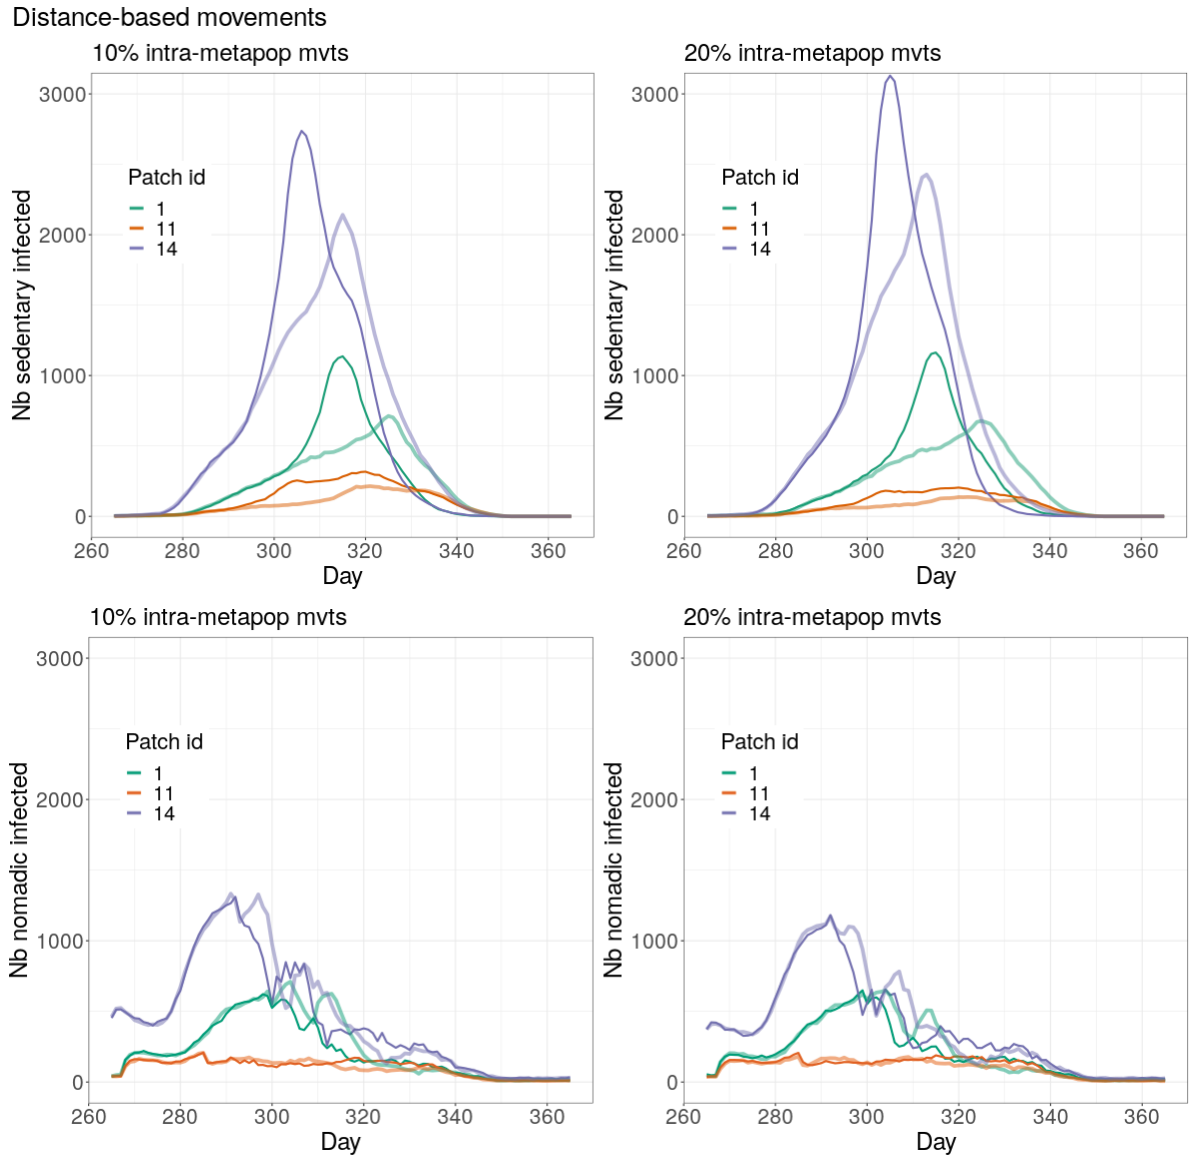 Distance-based movements
10% intra-metapop mvts
20% intra-metapop mvts
Nb sedentary infected
3000
2000
1000
0
Patch id
1
11
14
260 280 300 320 340 360
Day
Nb sedentary infected
3000
2000
1000
0
Patch id
1
11
14
260 280 300 320 340 360
Day
10% intra-metapop mvts
20% intra-metapop mvts
Nb nomadic infected
3000
2000
1000
0
Patch id
1
11
14
260 280 300 320 340 360
Day
Nb nomadic infected
3000
2000
1000
0
Patch id
1
11
14
260 280 300 320 340 360
Day